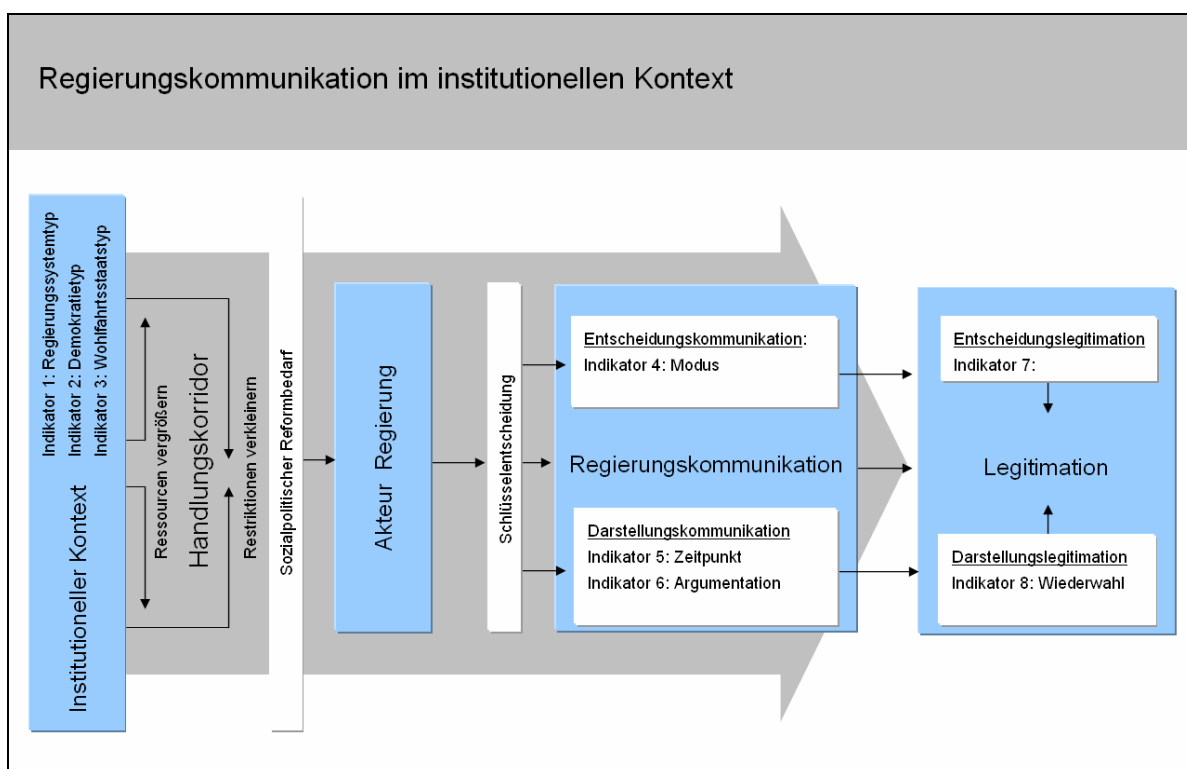 Regierungskommunikation im institutionellen Kontext
Institutioneller Kontext
Indikator 1: Regierungssystemtyp
Indikator 2: Demokratietyp
Indikator 3: Wohlfahrtsstaatstyp
Ressourcen vergrößern
Handlungskorridor
Restriktionen verkleinern
Sozialpolitischer Reformbedarf
Akteur Regierung
Schlüsselentscheidung
Entscheidungskommunikation:
Indikator 4: Modus
Regierungskommunikation
Darstellungskommunikation
Indikator 5: Zeitpunkt
Indikator 6: Argumentation
Entscheidungslegitimation
Indikator 7:
Legitimation
Darstellungslegitimation
Indikator 8: Wiederwahl